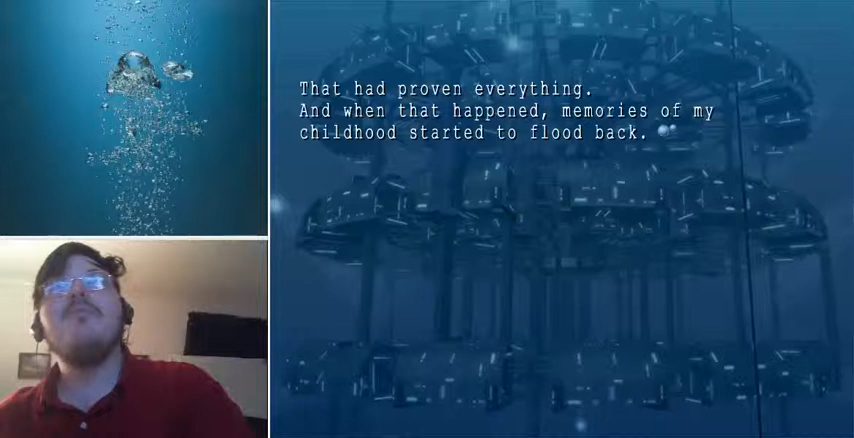 That had proven everything.
And when that happened, memories of my
childhood started to flood back.